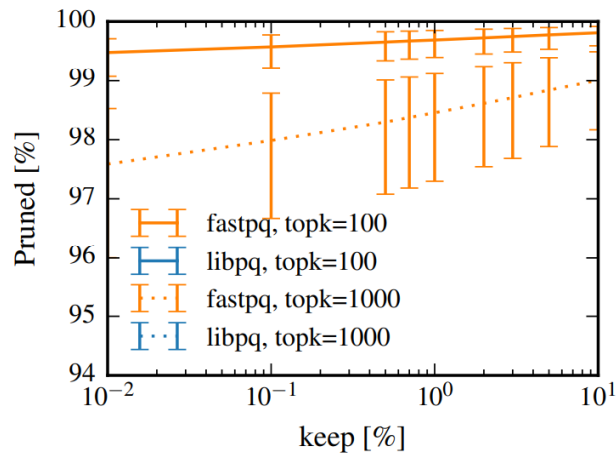 100
99
98
97
96
95
94
Pruned [%]
fastpq, topk=100
libpq, topk=100
fastpq, topk=1000
libpq, topk=1000
10⁻² 10⁻¹ 10⁰ 10¹
keep [%]